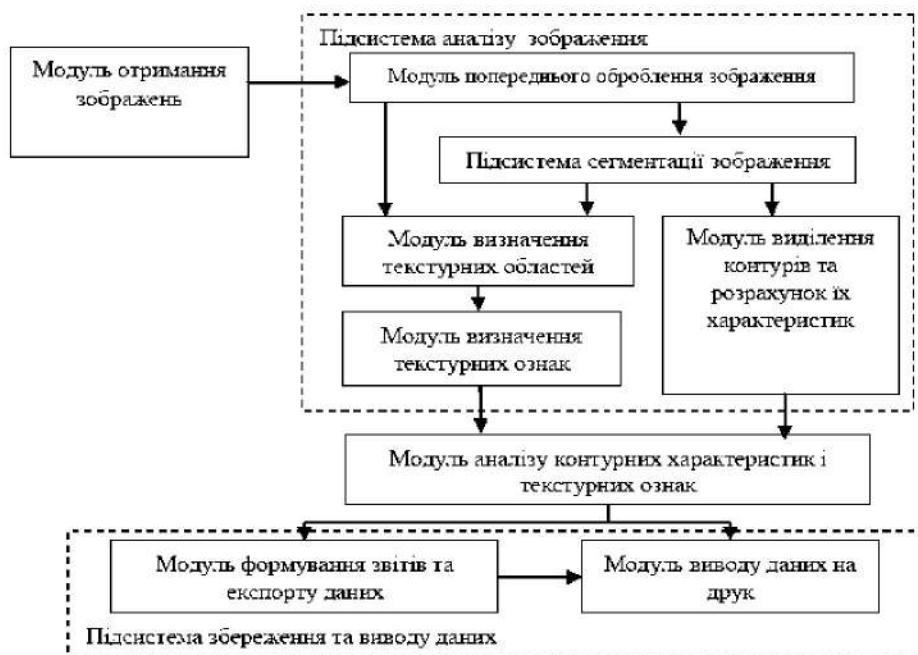 Підсистема аналізу зображення
Модуль отримання
зображень
Модуль попереднього оброблення зображення
Підсистема сегментації зображення
Модуль визначення
текстурних областей
Модуль виділення
контурів та
розрахунок їх
характеристик
Модуль визначення
текстурних ознак
Модуль аналізу контурних характеристик і
текстурних ознак
Модуль формування звітів та
експорту даних
Модуль виводу даних на
друк
Підсистема збереження та виводу даних